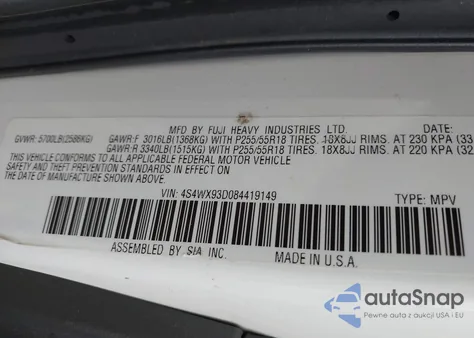 MFD BY FUJI HEAVY INDUSTRIES LTD. DATE:
GVWR: 5700LB(2586KG) GAWR:F 3016LB(1368KG) WITH P255/55R18 TIRES. 18X8JJ RIMS. AT 230 KPA (33
GAWR:R 3340LB(1515KG) WITH P255/55R18 TIRES. 18X8JJ RIMS. AT 220 KPA (32
THIS VEHICLE CONFORMS TO ALL APPLICABLE FEDERAL MOTOR VEHICLE
SAFETY AND THEFT PREVENTION STANDARDS IN EFFECT ON THE DATE OF
MANUFACTURE SHOWN ABOVE.
VIN: 4S4WX93D084419149 TYPE: MPV
ASSEMBLED BY SIA INC. MADE IN U.S.A.
autoSnap
Pewne auta z USA i EU